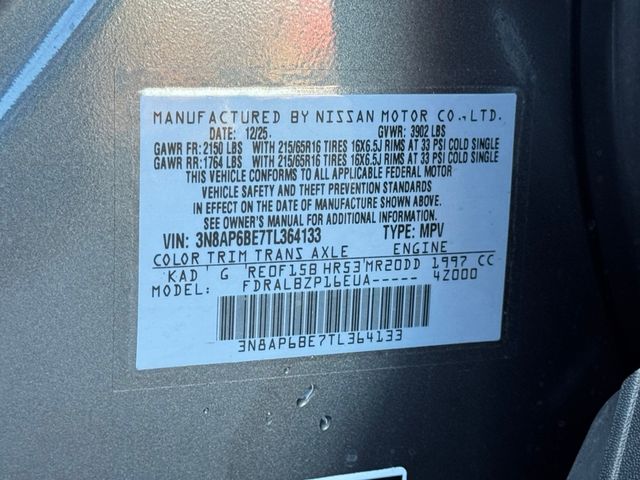 MANUFACTURED BY NISSAN MOTOR CO.,LTD.
DATE: 12/25. GVWR: 3902 LBS
GAWR FR: 2150 LBS WITH 215/65R16 TIRES 16X6.5J RIMS AT 33 PSI COLD SINGLE
GAWR RR: 1764 LBS WITH 215/65R16 TIRES 16X6.5J RIMS AT 33 PSI COLD SINGLE
THIS VEHICLE CONFORMS TO ALL APPLICABLE FEDERAL MOTOR
VEHICLE SAFETY AND THEFT PREVENTION STANDARDS
IN EFFECT ON THE DATE OF MANUFACTURE SHOWN ABOVE.
SEE OWNER'S MANUAL FOR ADDITIONAL INFORMATION.
VIN: 3N8AP6BE7TL364133 TYPE: MPV
COLOR TRIM TRANS AXLE ENGINE
KAD G RE0F15B HR53 MR20DD 1997 CC
MODEL: FDRALBZP16EUA----- 4Z000
3N8AP6BE7TL364133